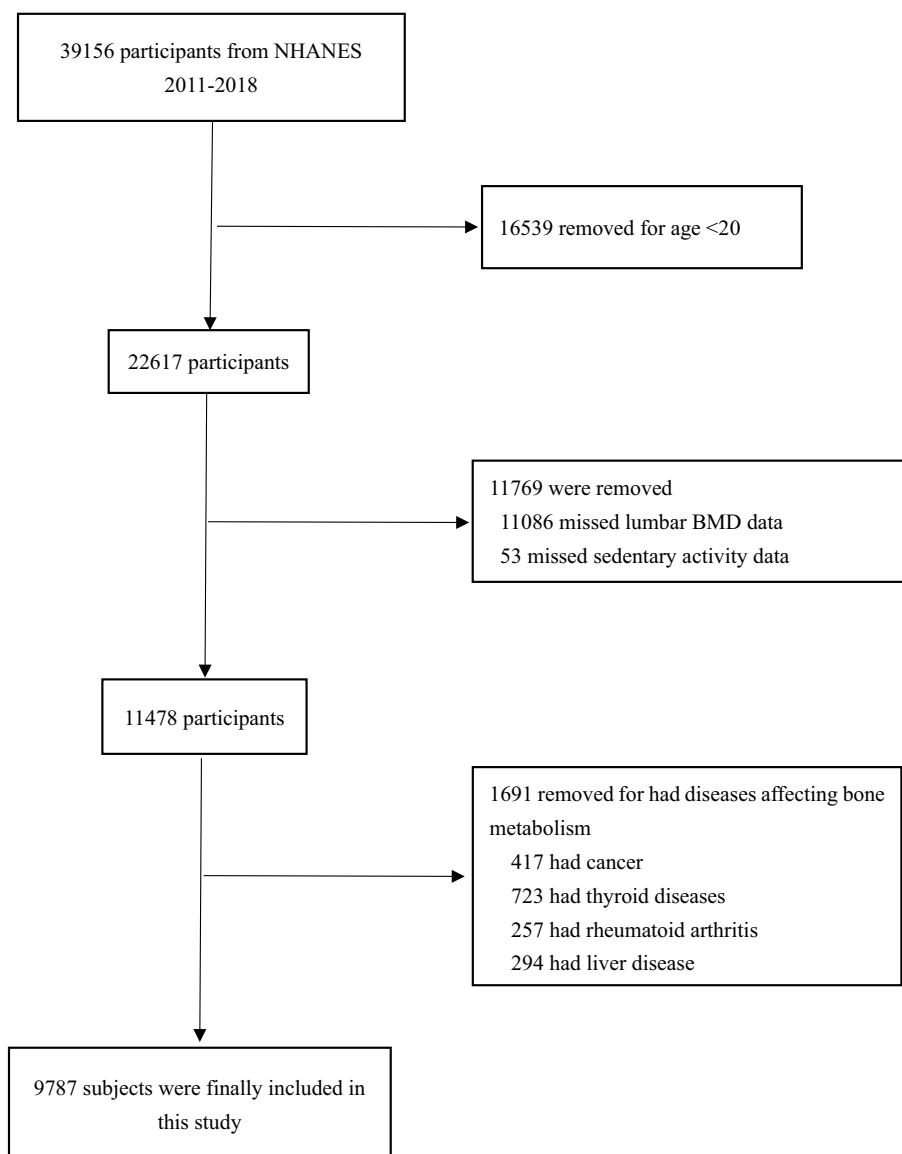 39156 participants from NHANES
2011-2018
16539 removed for age <20
22617 participants
11769 were removed
11086 missed lumbar BMD data
53 missed sedentary activity data
11478 participants
1691 removed for had diseases affecting bone
metabolism
417 had cancer
723 had thyroid diseases
257 had rheumatoid arthritis
294 had liver disease
9787 subjects were finally included in
this study